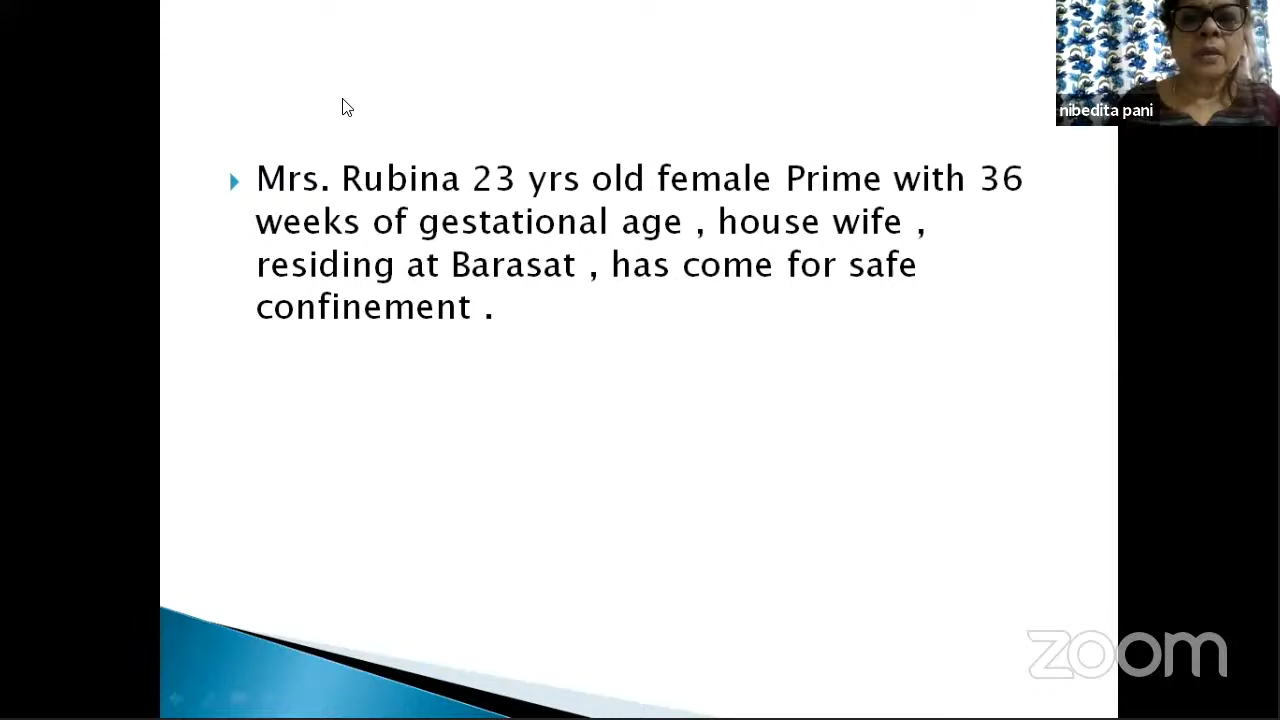 nibedita pani
Mrs. Rubina 23 yrs old female Prime with 36
weeks of gestational age , house wife ,
residing at Barasat , has come for safe
confinement .
zoom